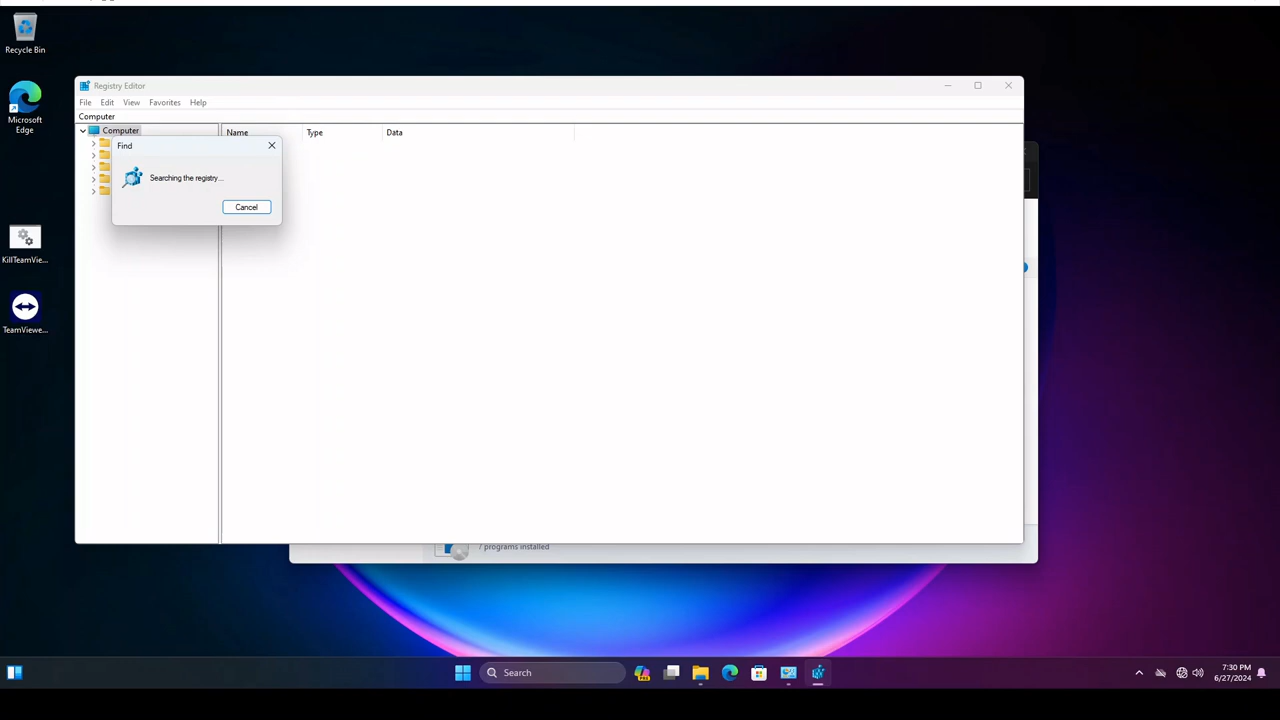 Recycle Bin
Microsoft
Edge
KillTeamVie...
TeamViewe...
Registry Editor
File Edit View Favorites Help
Computer
Computer
Name Type Data
Find
Searching the registry...
Cancel
7 programs installed
Search
7:30 PM
6/27/2024